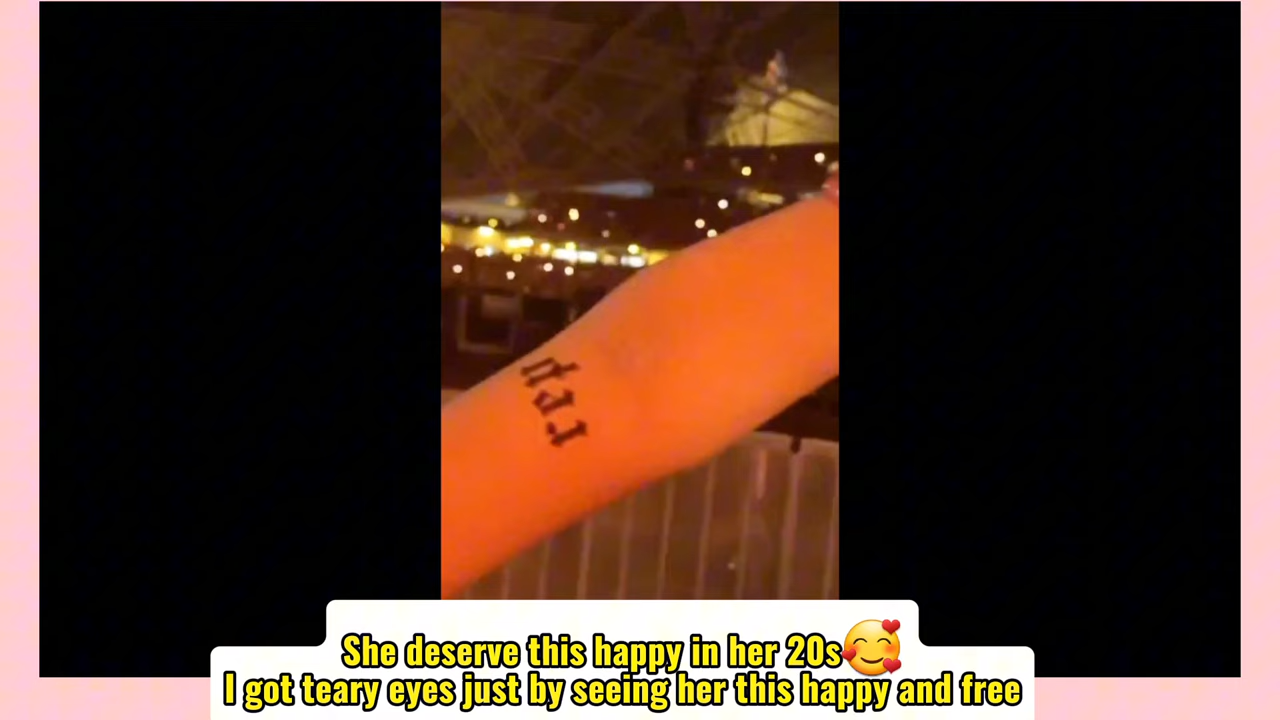 She deserve this happy in her 20s🥰
I got teary eyes just by seeing her this happy and free